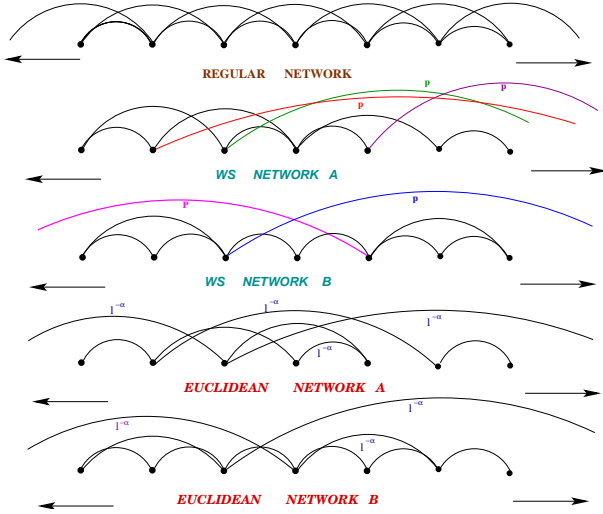 REGULAR NETWORK
p
p
p
WS NETWORK A
p
p
WS NETWORK B
l^-α
l^-α
l^-α
l^-α
EUCLIDEAN NETWORK A
l^-α
l^-α
l^-α
EUCLIDEAN NETWORK B